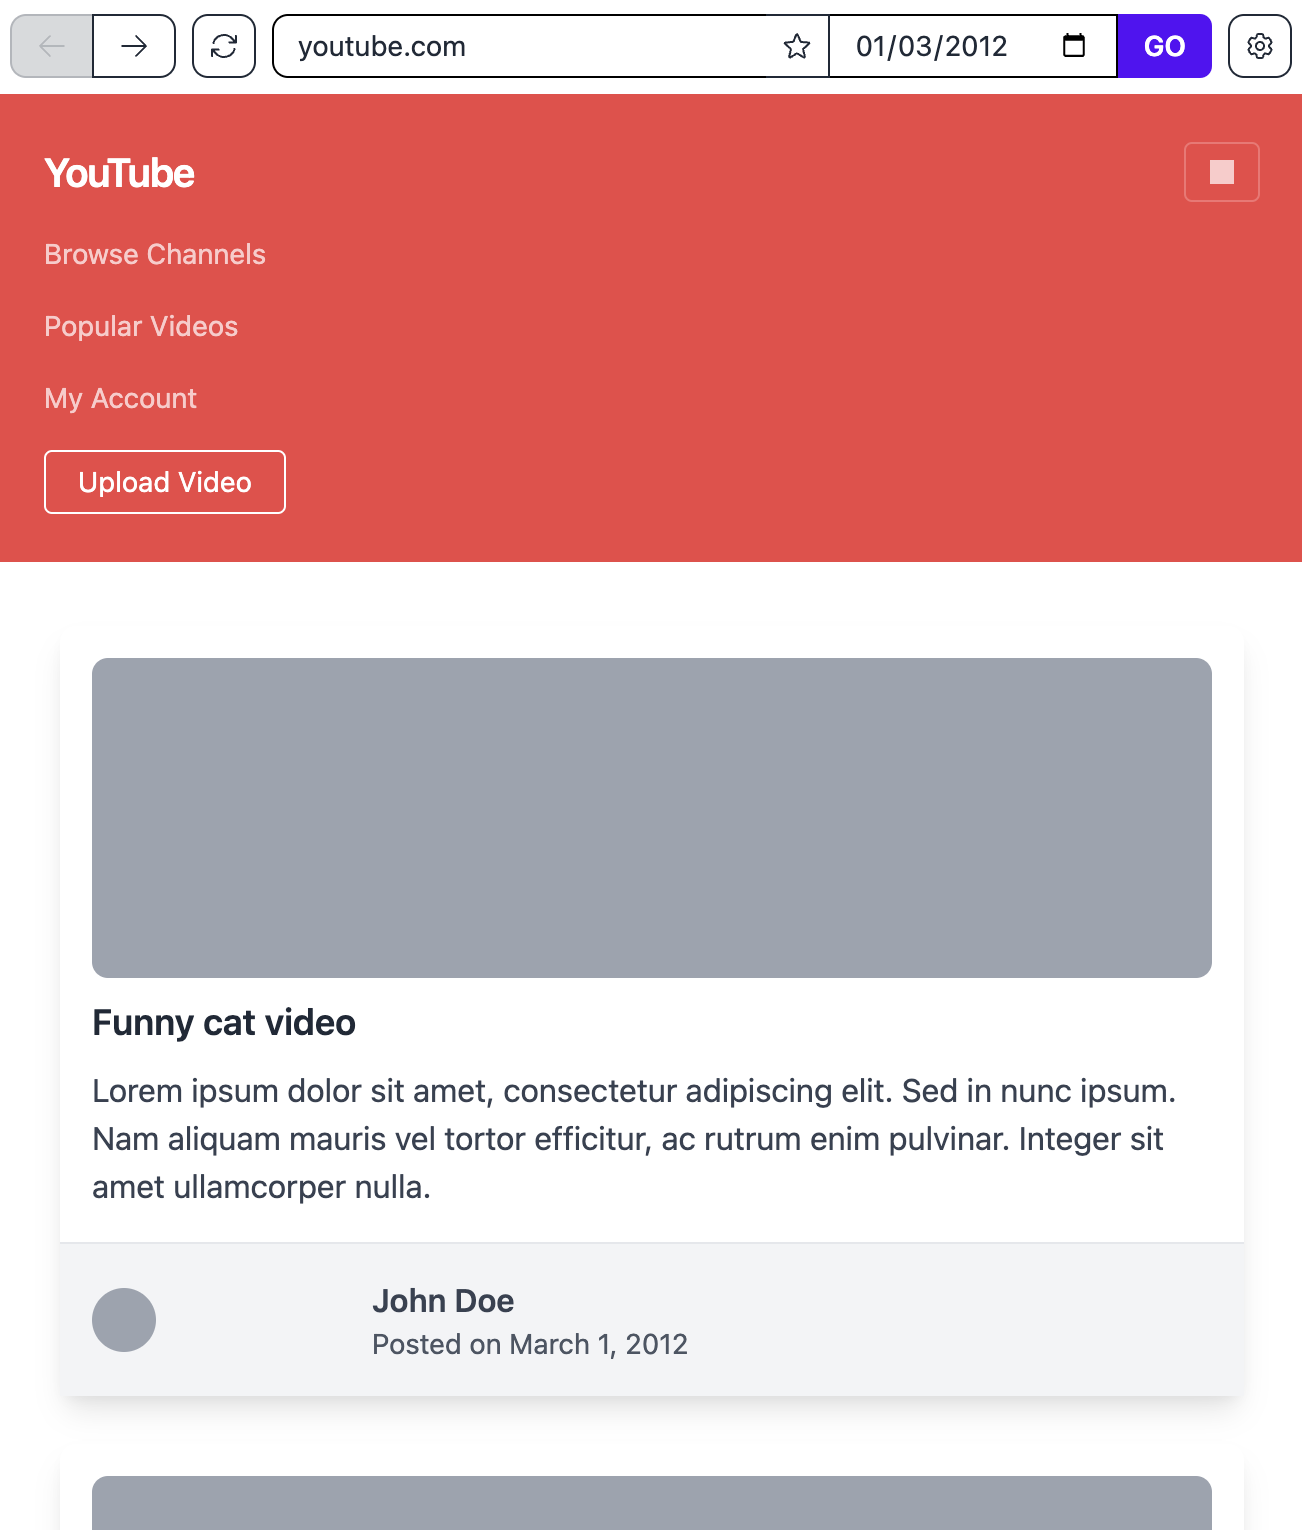 youtube.com
01/03/2012
GO
YouTube
Browse Channels
Popular Videos
My Account
Upload Video
Funny cat video
Lorem ipsum dolor sit amet, consectetur adipiscing elit. Sed in nunc ipsum.
Nam aliquam mauris vel tortor efficitur, ac rutrum enim pulvinar. Integer sit
amet ullamcorper nulla.
John Doe
Posted on March 1, 2012